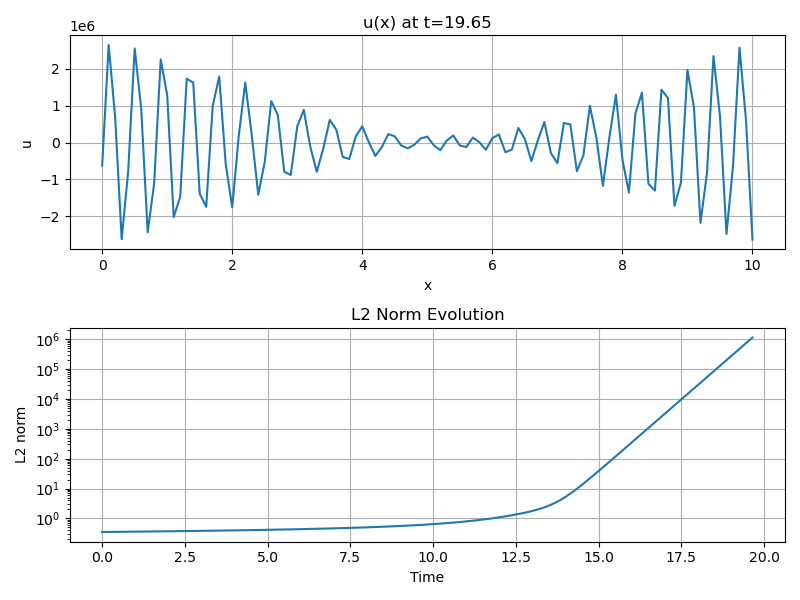 u(x) at t=19.65
1e6
2
1
0
−1
−2
u
0 2 4 6 8 10
x
L2 Norm Evolution
10^6
10^5
10^4
10^3
10^2
10^1
10^0
L2 norm
0.0 2.5 5.0 7.5 10.0 12.5 15.0 17.5 20.0
Time